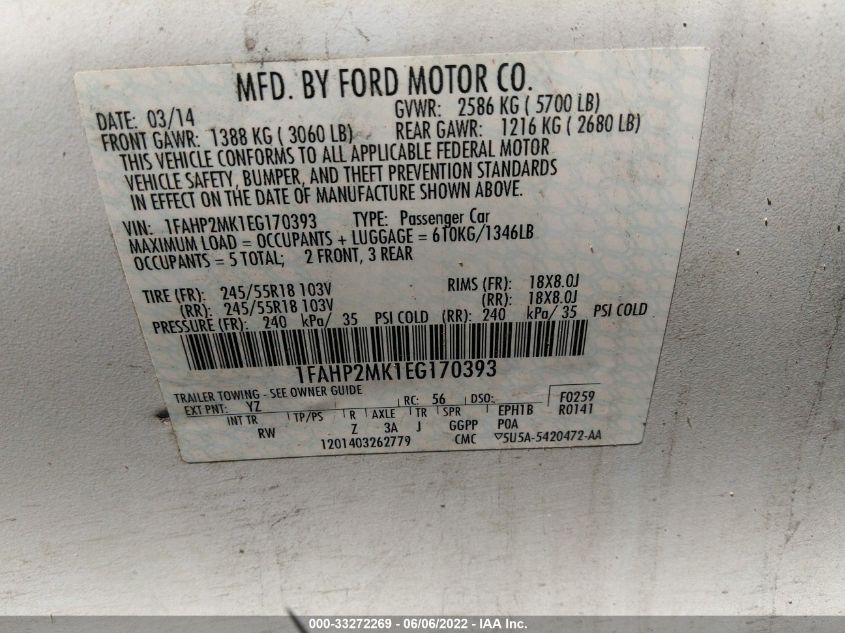 MFD. BY FORD MOTOR CO.
DATE: 03/14 GVWR: 2586 KG ( 5700 LB)
FRONT GAWR: 1388 KG ( 3060 LB) REAR GAWR: 1216 KG ( 2680 LB)
THIS VEHICLE CONFORMS TO ALL APPLICABLE FEDERAL MOTOR
VEHICLE SAFETY, BUMPER, AND THEFT PREVENTION STANDARDS
IN EFFECT ON THE DATE OF MANUFACTURE SHOWN ABOVE.
VIN: 1FAHP2MK1EG170393 TYPE: Passenger Car
MAXIMUM LOAD = OCCUPANTS + LUGGAGE = 610KG/1346LB
OCCUPANTS = 5 TOTAL; 2 FRONT, 3 REAR
TIRE (FR): 245/55R18 103V RIMS (FR): 18X8.0J
(RR): 245/55R18 103V (RR): 18X8.0J
PRESSURE (FR): 240 kPa/ 35 PSI COLD (RR): 240 kPa/ 35 PSI COLD
1FAHP2MK1EG170393
TRAILER TOWING - SEE OWNER GUIDE
EXT PNT: YZ RC: 56 DSO: F0259
INT TR TP/PS R AXLE TR SPR EPH1B R0141
RW Z 3A J GGPP POA
1201403262779 CMC 5U5A-5420472-AA
000-33272269 - 06/06/2022 - IAA Inc.